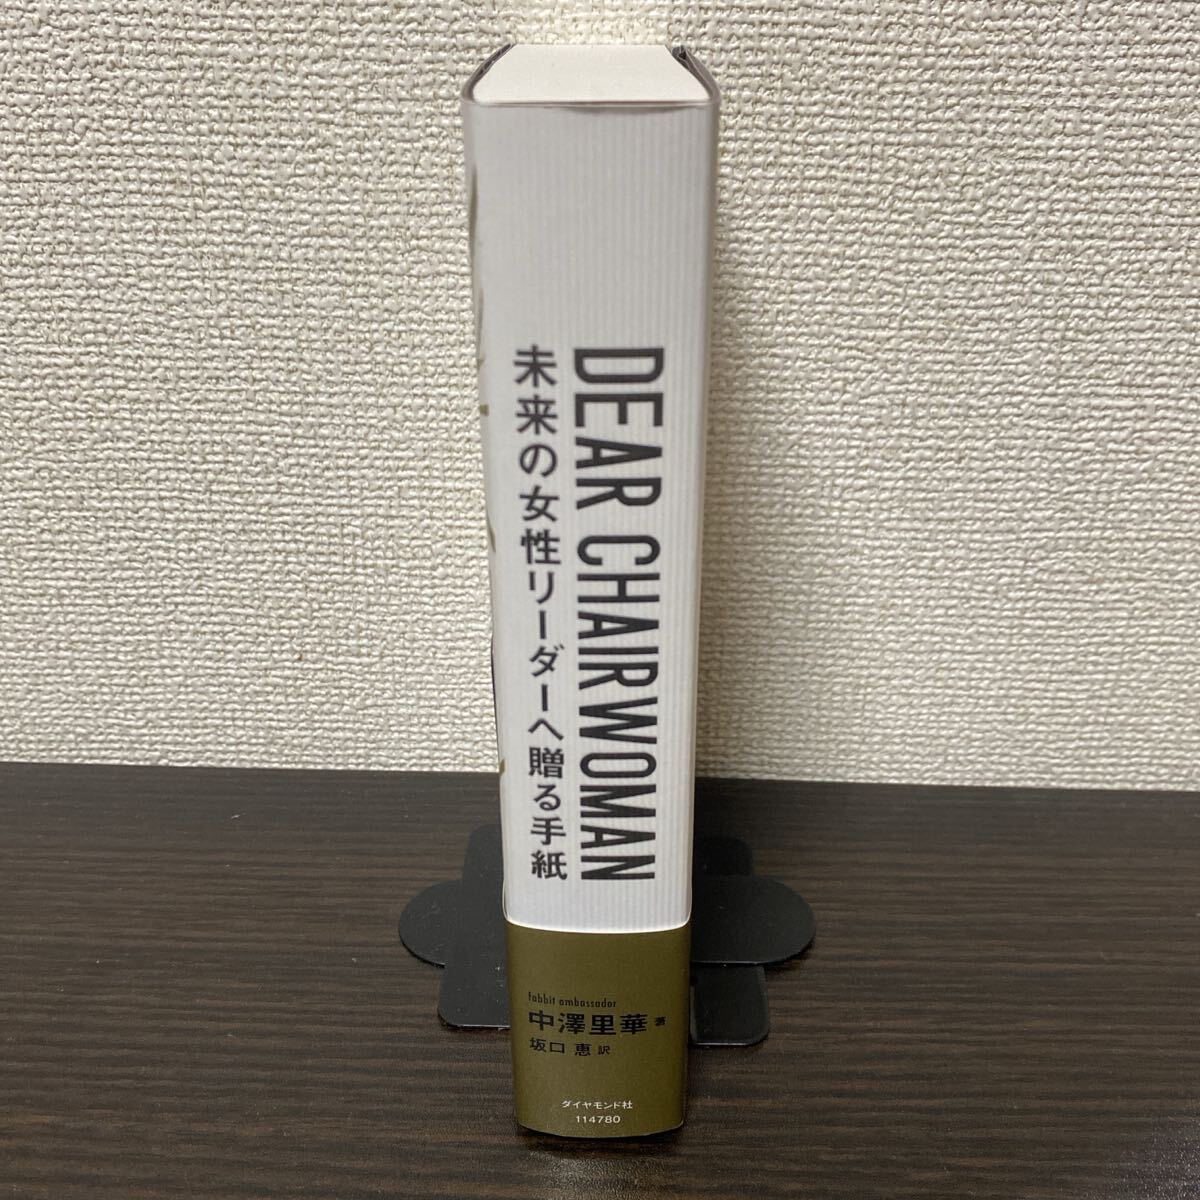 DEAR CHAIRWOMAN
未来の女性リーダーへ贈る手紙
fabbit ambassador
中澤里華 著
坂口 恵 訳
ダイヤモンド社
114780